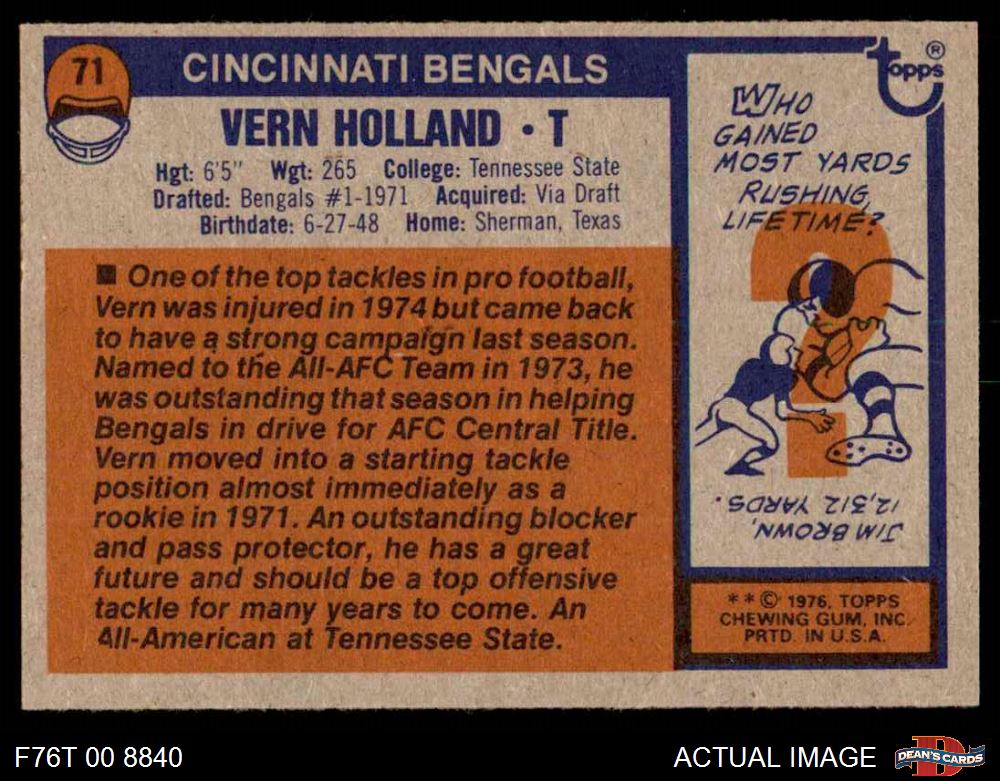 71
CINCINNATI BENGALS
VERN HOLLAND • T
Hgt: 6'5" Wgt: 265 College: Tennessee State
Drafted: Bengals #1-1971 Acquired: Via Draft
Birthdate: 6-27-48 Home: Sherman, Texas
■ One of the top tackles in pro football,
Vern was injured in 1974 but came back
to have a strong campaign last season.
Named to the All-AFC Team in 1973, he
was outstanding that season in helping
Bengals in drive for AFC Central Title.
Vern moved into a starting tackle
position almost immediately as a
rookie in 1971. An outstanding blocker
and pass protector, he has a great
future and should be a top offensive
tackle for many years to come. An
All-American at Tennessee State.
topps ®
WHO
GAINED
MOST YARDS
RUSHING,
LIFETIME?
?
JIM BROWN,
12,312 YARDS.
* * © 1976, TOPPS
CHEWING GUM, INC.
PRTD. IN U.S.A.
F76T 00 8840
ACTUAL IMAGE
D
DEAN'S CARDS